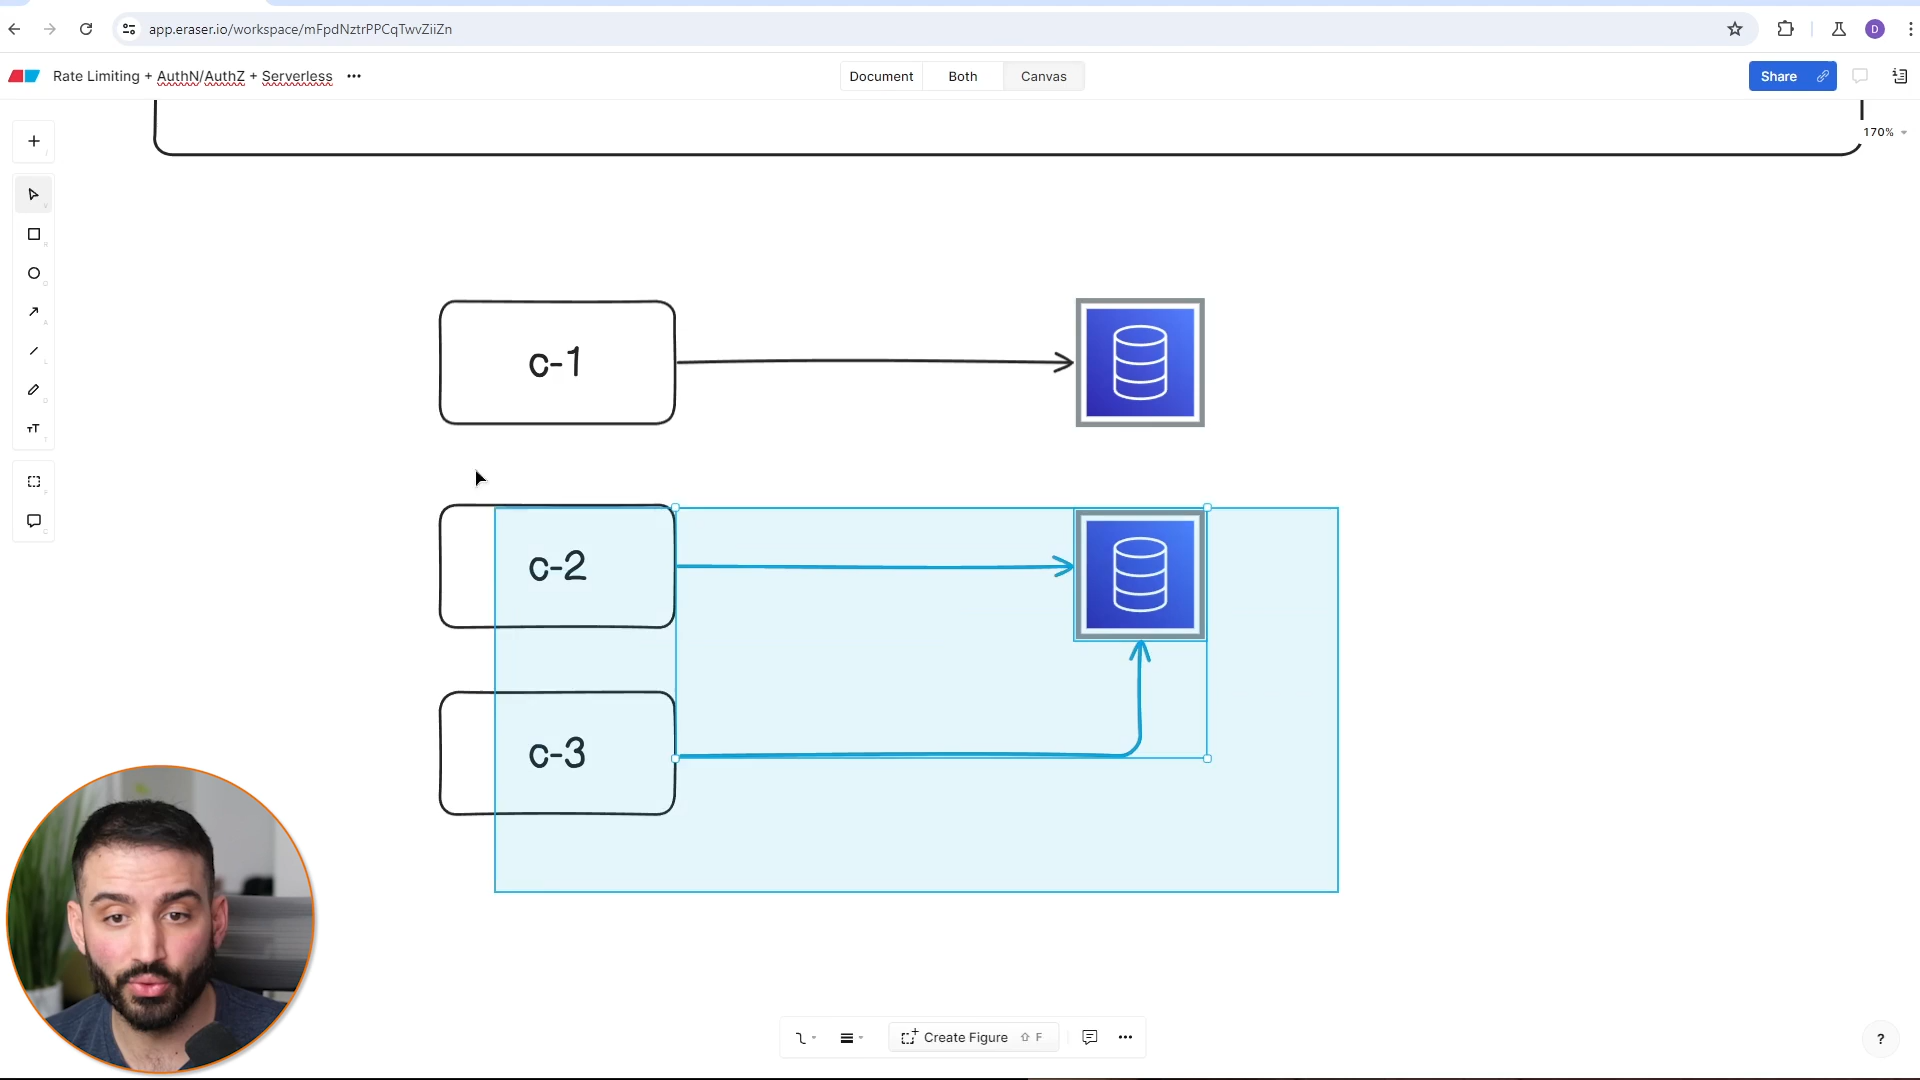 app.eraser.io/workspace/mFpdNztrPPCqTwvZiiZn
D
Rate Limiting + AuthN/AuthZ + Serverless
Document
Both
Canvas
Share
170%
c-1
c-2
c-3
Create Figure
F
?